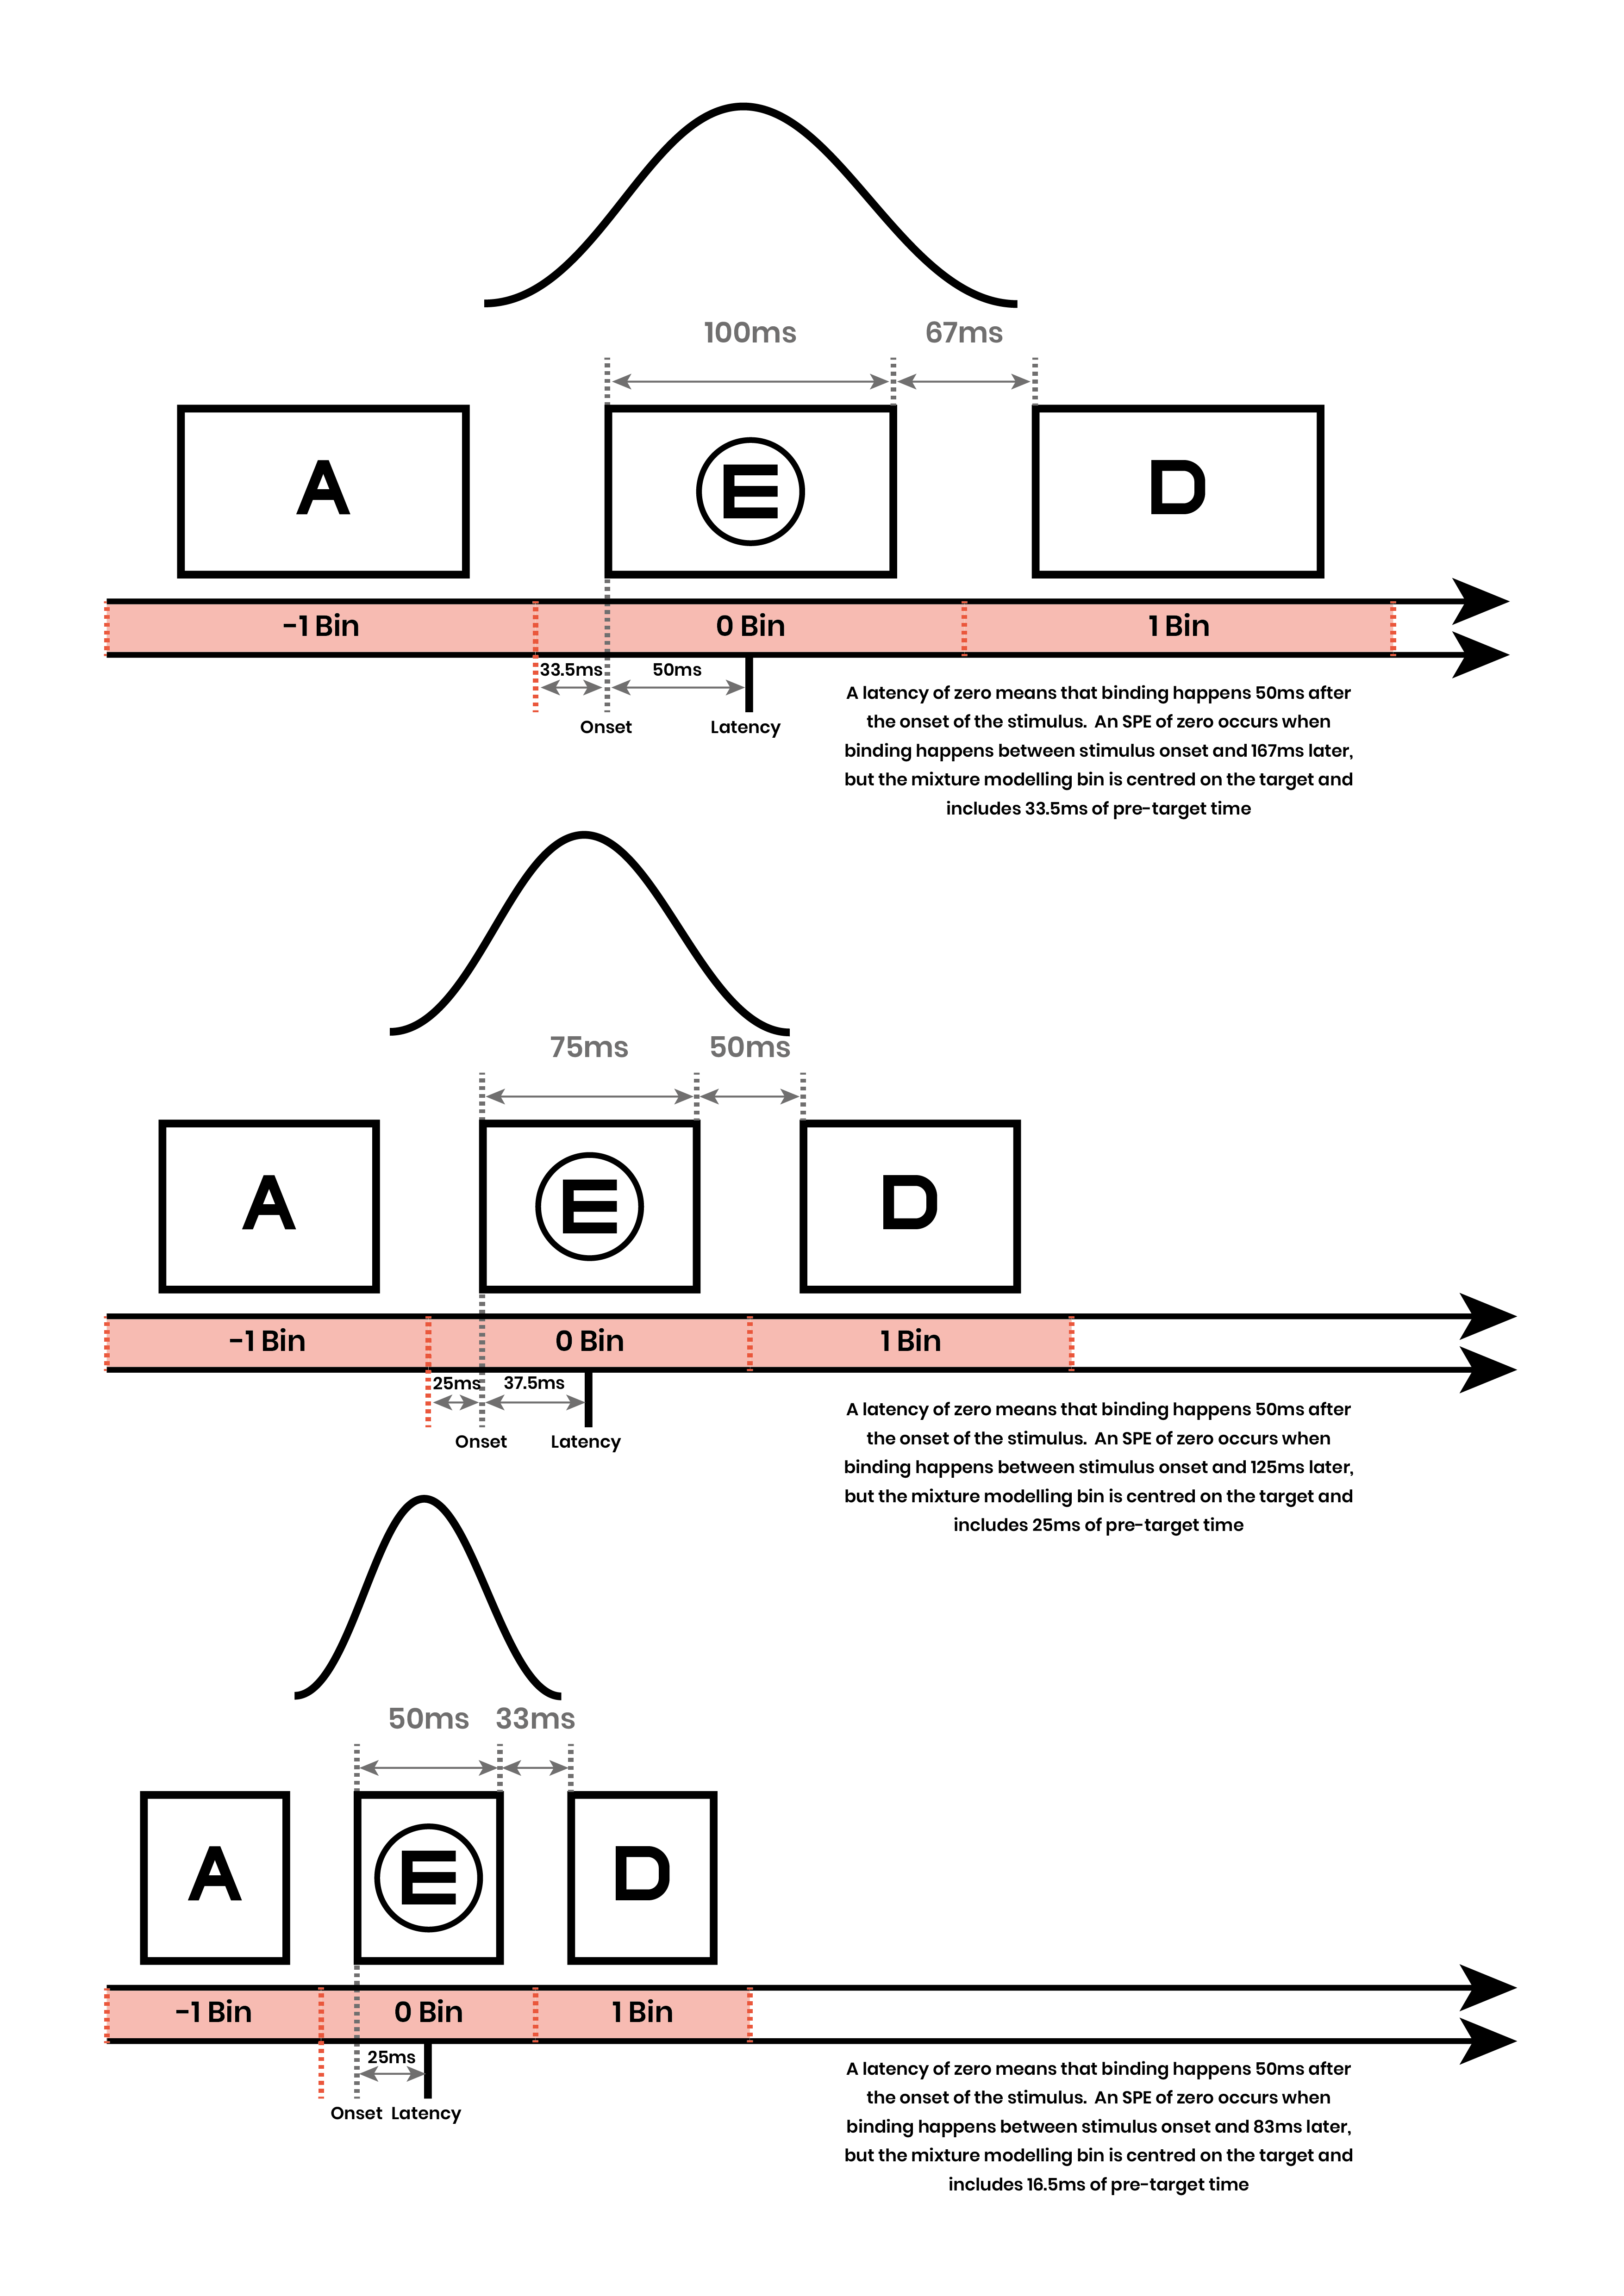 100ms 67ms
A E D
-1 Bin 0 Bin 1 Bin
33.5ms 50ms
Onset Latency
A latency of zero means that binding happens 50ms after
the onset of the stimulus. An SPE of zero occurs when
binding happens between stimulus onset and 167ms later,
but the mixture modelling bin is centred on the target and
includes 33.5ms of pre-target time
75ms 50ms
A E D
-1 Bin 0 Bin 1 Bin
25ms 37.5ms
Onset Latency
A latency of zero means that binding happens 50ms after
the onset of the stimulus. An SPE of zero occurs when
binding happens between stimulus onset and 125ms later,
but the mixture modelling bin is centred on the target and
includes 25ms of pre-target time
50ms 33ms
A E D
-1 Bin 0 Bin 1 Bin
25ms
Onset Latency
A latency of zero means that binding happens 50ms after
the onset of the stimulus. An SPE of zero occurs when
binding happens between stimulus onset and 83ms later,
but the mixture modelling bin is centred on the target and
includes 16.5ms of pre-target time